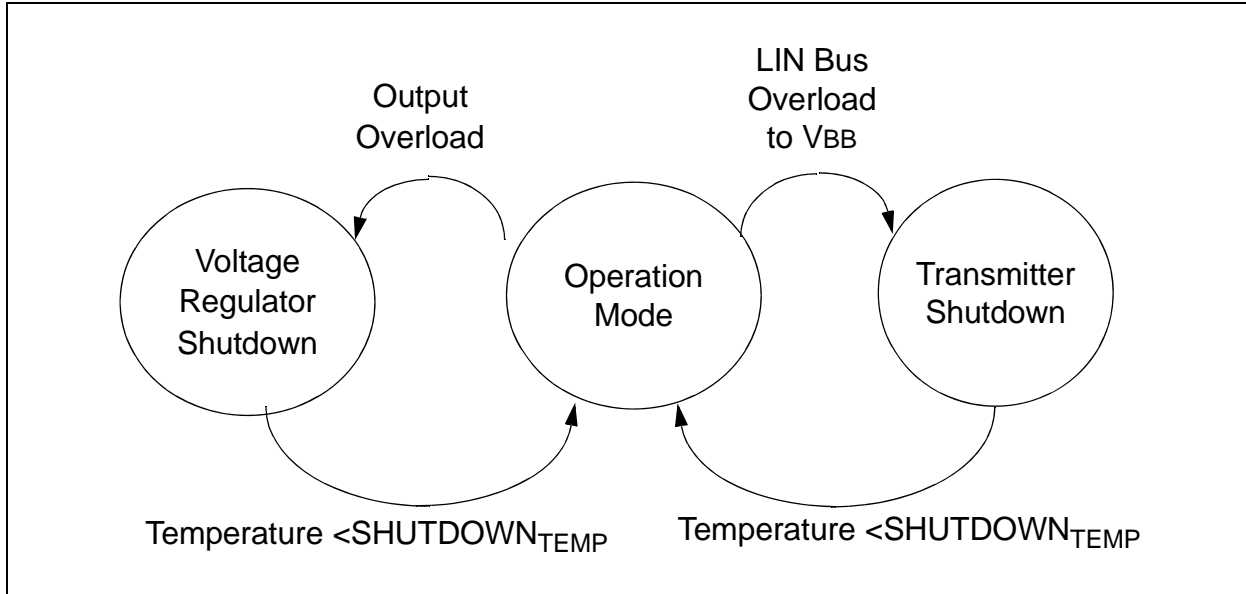 Output
Overload
LIN Bus
Overload
to VBB
Voltage
Regulator
Shutdown
Operation
Mode
Transmitter
Shutdown
Temperature <SHUTDOWNTEMP
Temperature <SHUTDOWNTEMP